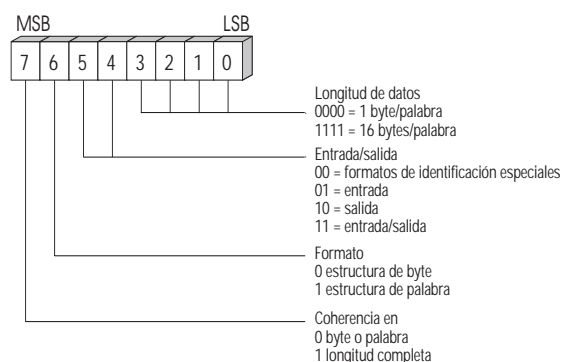 MSB LSB
7 6 5 4 3 2 1 0
Longitud de datos
0000 = 1 byte/palabra
1111 = 16 bytes/palabra
Entrada/salida
00 = formatos de identificación especiales
01 = entrada
10 = salida
11 = entrada/salida
Formato
0 estructura de byte
1 estructura de palabra
Coherencia en
0 byte o palabra
1 longitud completa